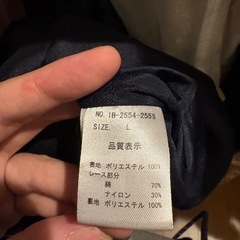 NO. IB-2554-2555
SIZE. L
品質表示
表地 ポリエステル 100%
レース部分
綿 70%
ナイロン 30%
裏地 ポリエステル 100%